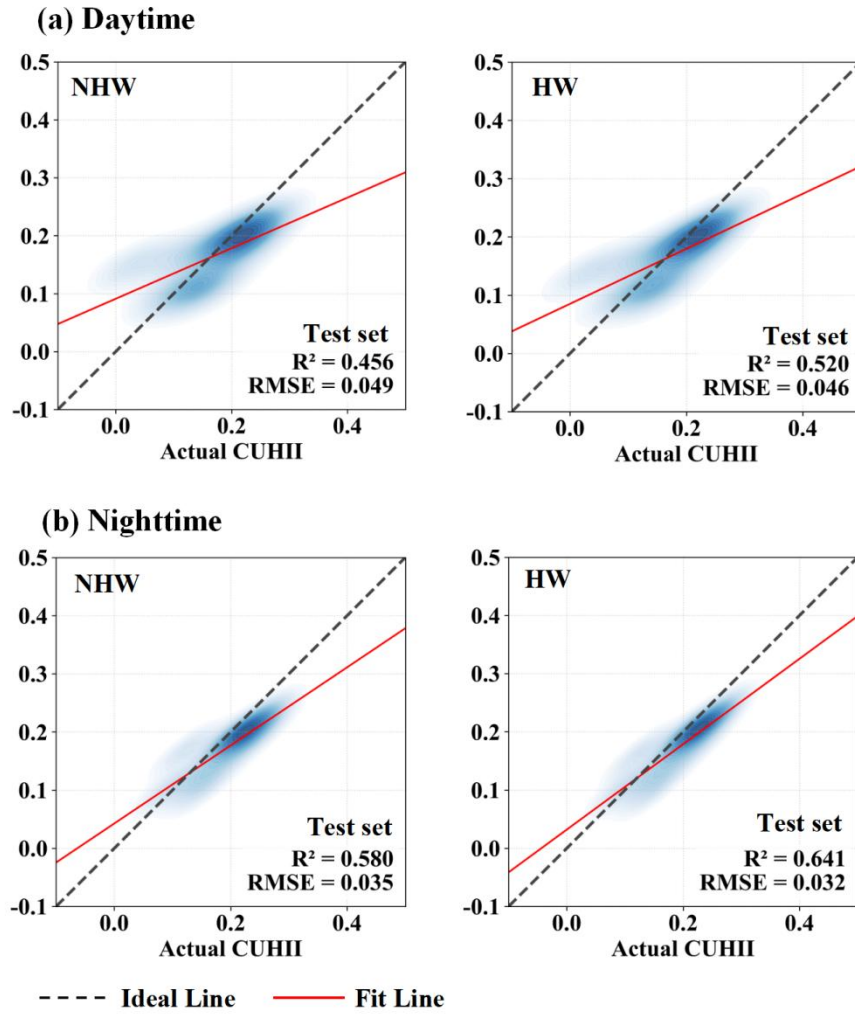 (a) Daytime
NHW
0.5
0.4
0.3
0.2
0.1
0.0
-0.1
0.0 0.2 0.4
Actual CUHII
Test set
R² = 0.456
RMSE = 0.049
HW
0.5
0.4
0.3
0.2
0.1
0.0
-0.1
0.0 0.2 0.4
Actual CUHII
Test set
R² = 0.520
RMSE = 0.046
(b) Nighttime
NHW
0.5
0.4
0.3
0.2
0.1
0.0
-0.1
0.0 0.2 0.4
Actual CUHII
Test set
R² = 0.580
RMSE = 0.035
HW
0.5
0.4
0.3
0.2
0.1
0.0
-0.1
0.0 0.2 0.4
Actual CUHII
Test set
R² = 0.641
RMSE = 0.032
Ideal Line Fit Line